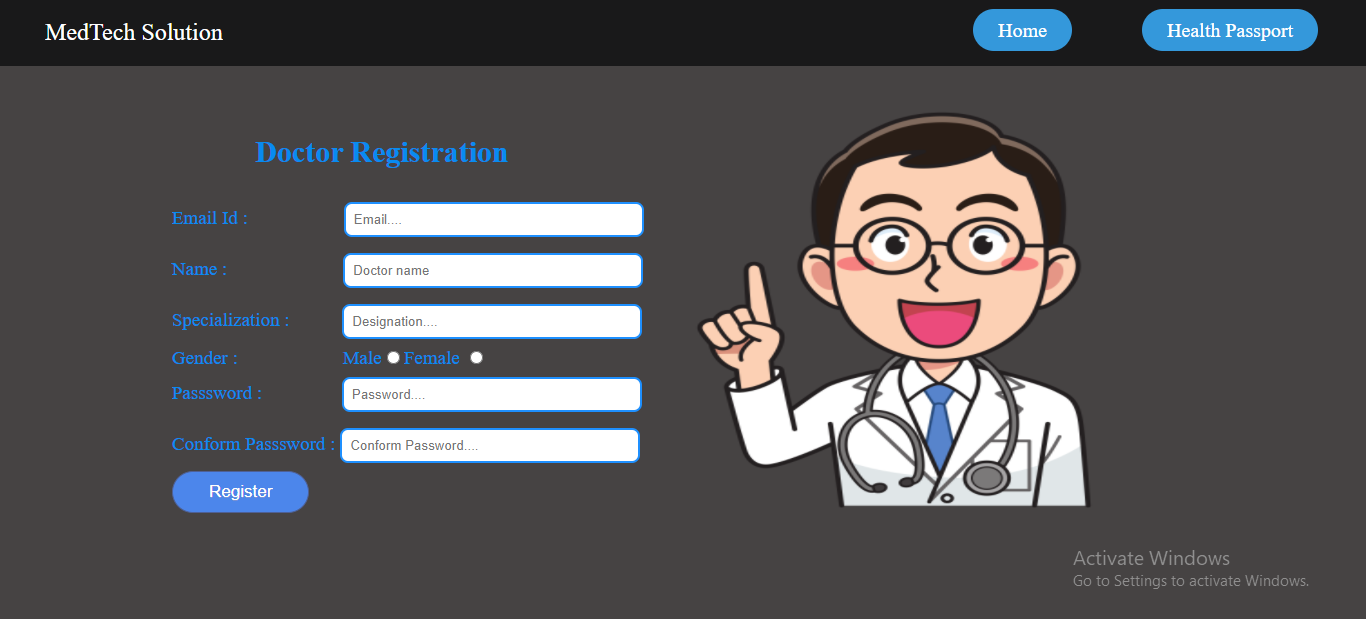 MedTech Solution Home Health Passport
Doctor Registration
Email Id : Email....
Name : Doctor name
Specialization : Designation....
Gender : Male Female
Passsword : Password....
Conform Passsword : Conform Password....
Register
Activate Windows
Go to Settings to activate Windows.